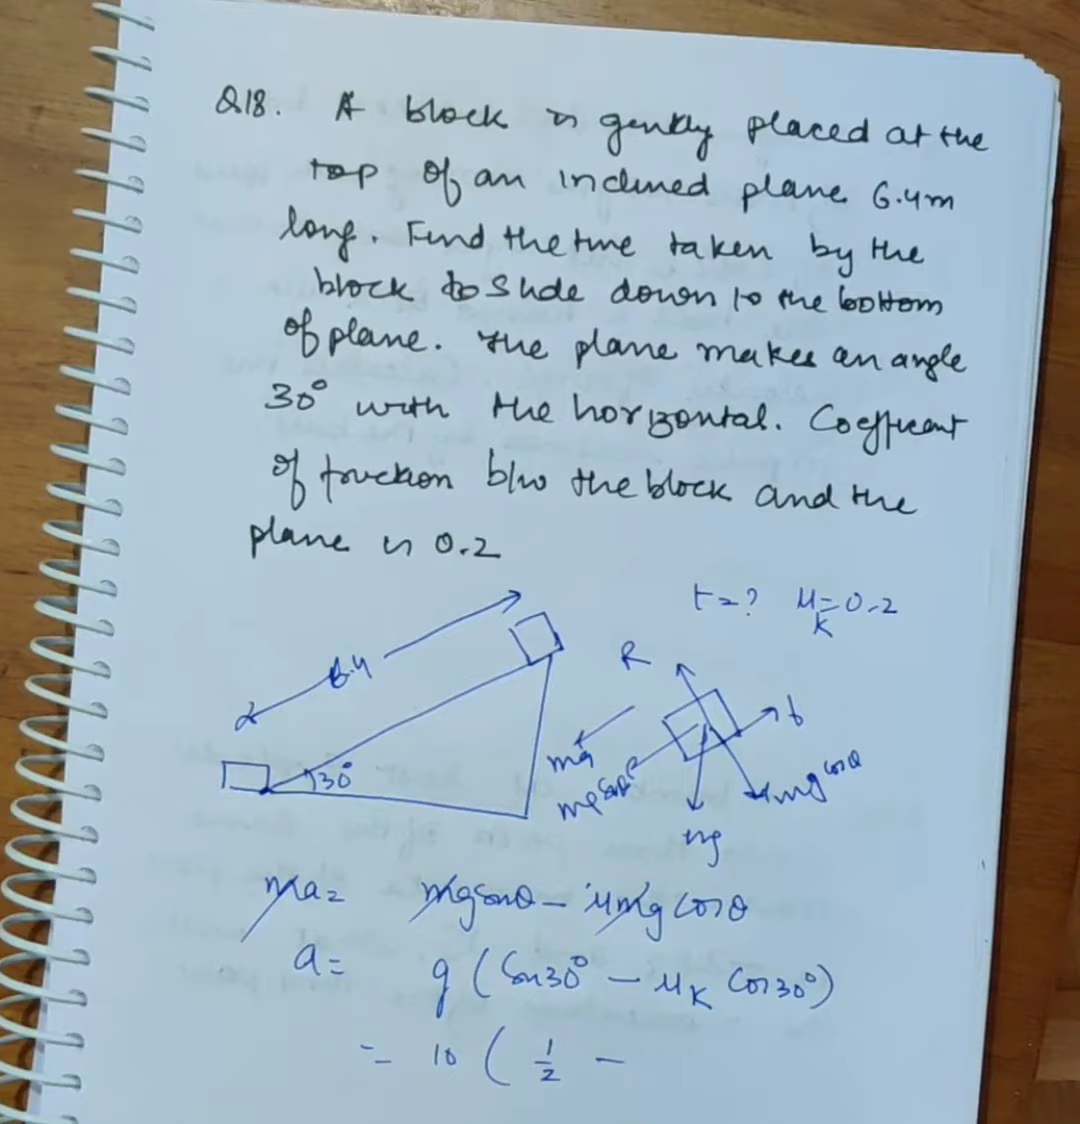 Q18. A block is gently placed at the
top of an inclined plane 6.4m
long. Find the time taken by the
block to slide down to the bottom
of plane. The plane makes an angle
30° with the horizontal. Coefficient
of friction b/w the block and the
plane is 0.2
t=? μ_K=0.2
6.4
R
f
30°
ma
mg sinθ
mg cosθ
mg
ma = mg sinθ - μmg cosθ
a = g (Sin30° - μ_K Cos30°)
= 10 ( 1/2 -